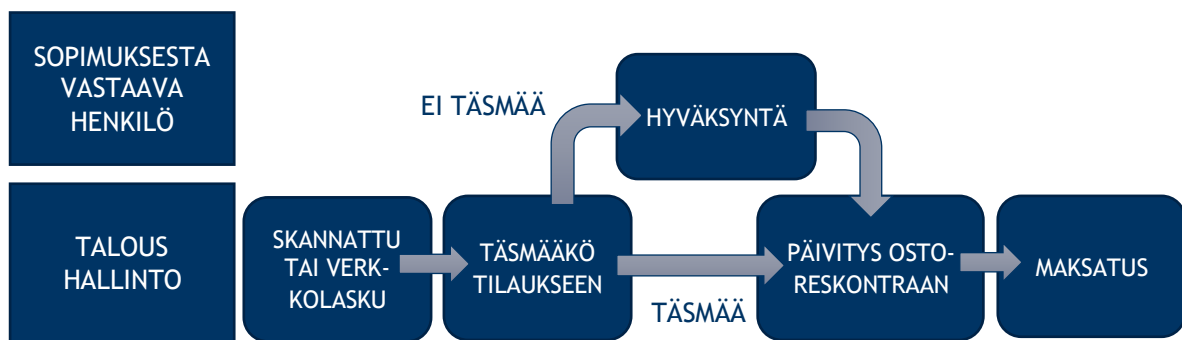 SOPIMUKSESTA
VASTAAVA
HENKILÖ
EI TÄSMÄÄ
HYVÄKSYNTÄ
TALOUS
HALLINTO
SKANNATTU
TAI VERK-
KOLASKU
TÄSMÄÄKÖ
TILAUKSEEN
TÄSMÄÄ
PÄIVITYS OSTO-
RESKONTRAAN
MAKSATUS